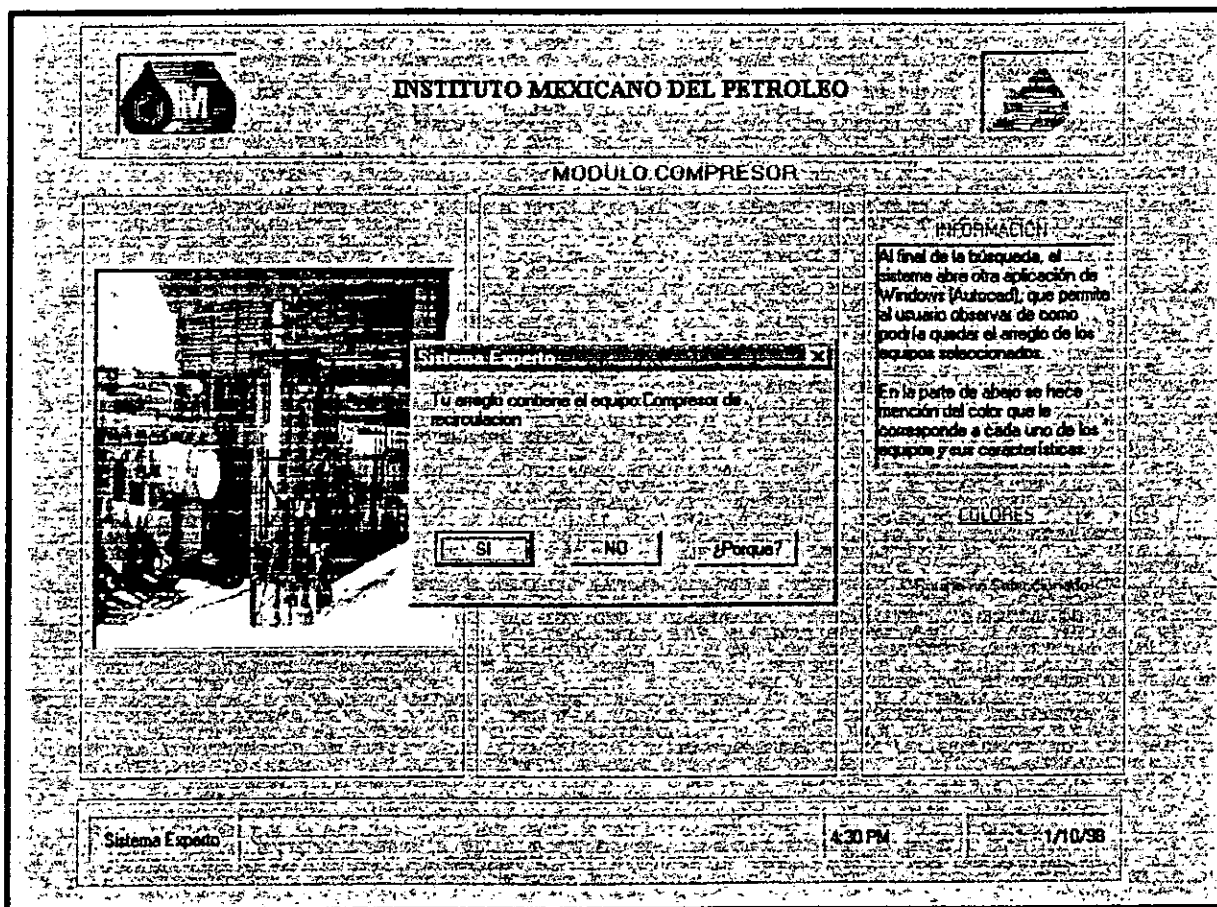 INSTITUTO MEXICANO DEL PETROLEO
MODULO COMPRESOR
INFORMACION
Al final de la búsqueda, el
sistema abre otra aplicación de
Windows (Autocad), que permite
al usuario observar de como
podría quedar el arreglo de los
equipos seleccionados.
En la parte de abajo se hace
mención del color que le
corresponde a cada uno de los
equipos y sus características.
COLORES
Sistema Experto
Tu arreglo contiene el equipo:Compresor de
recirculacion
SI
NO
¿Porque?
Sistema Experto
4:30 PM
1/10/98